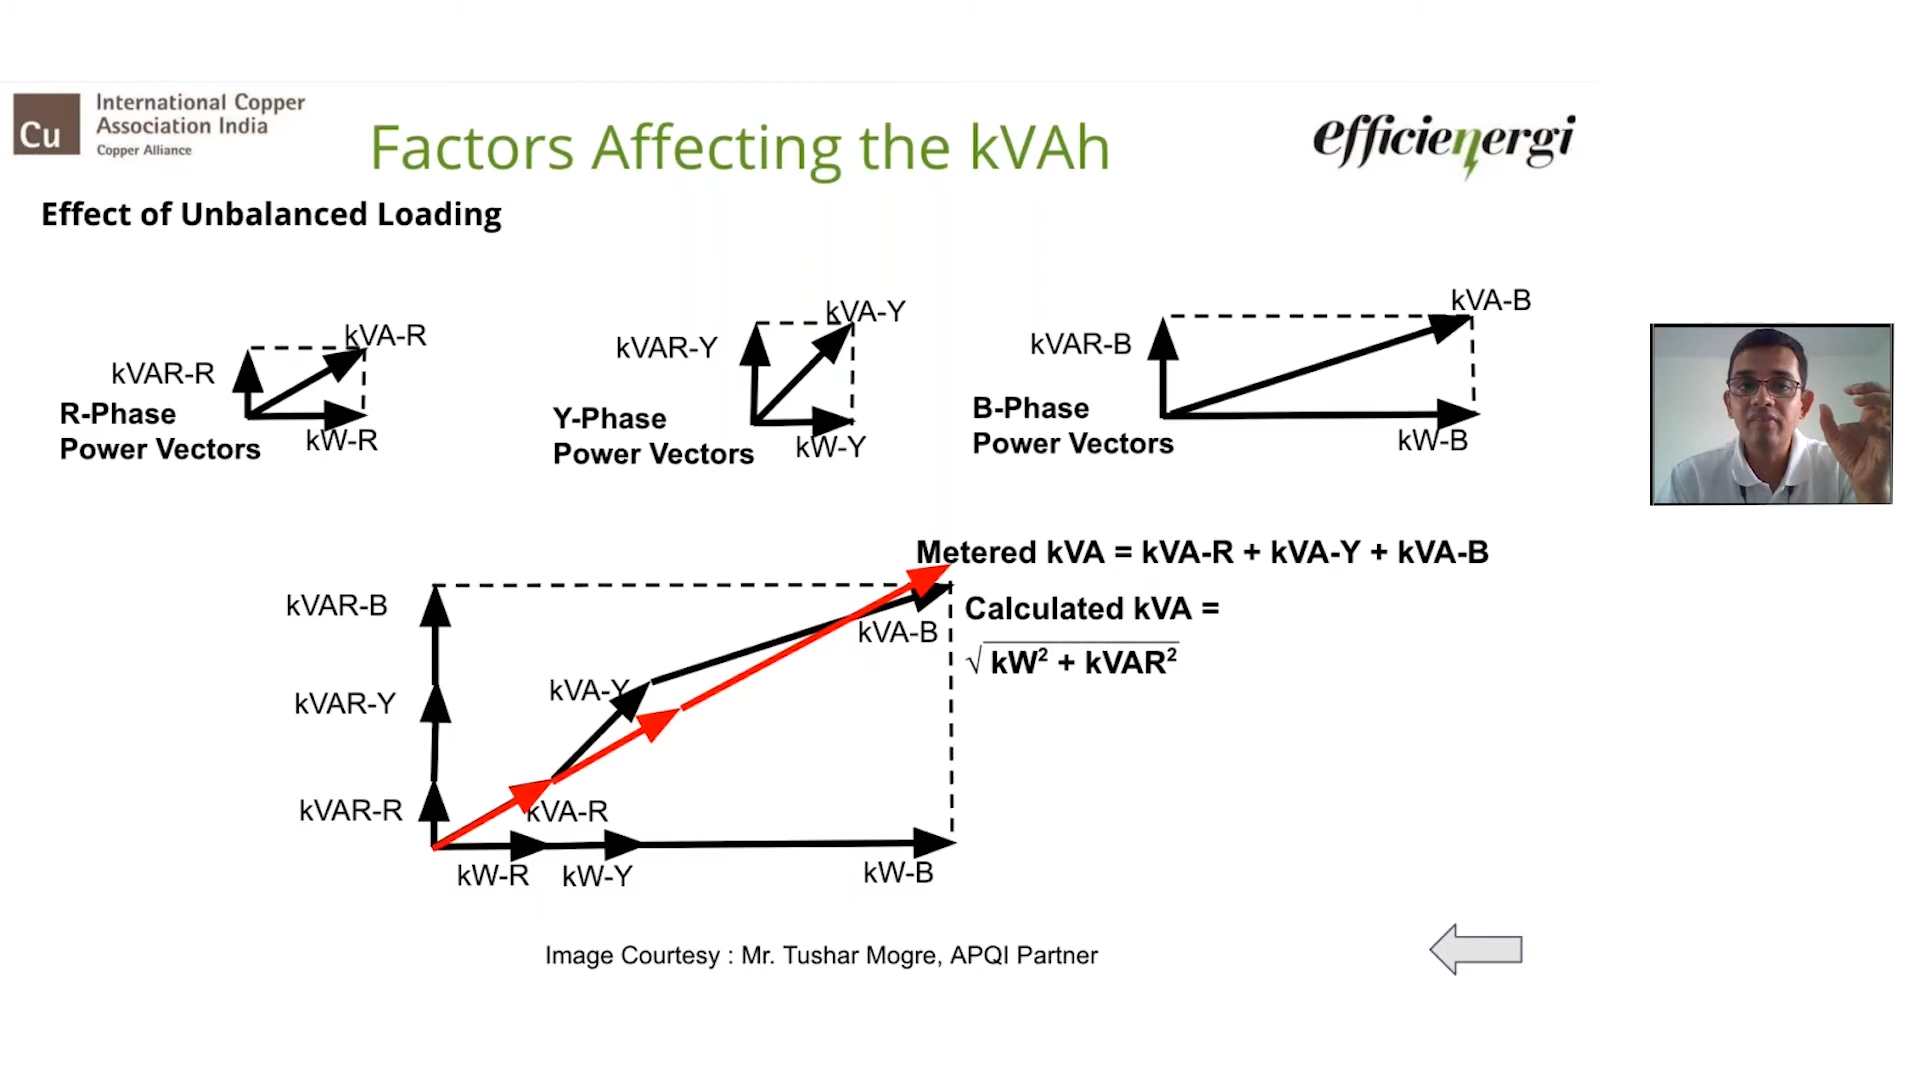 Cu
International Copper
Association India
Copper Alliance
Factors Affecting the kVAh
efficienergi
Effect of Unbalanced Loading
kVAR-R
kVA-R
R-Phase
Power Vectors
kW-R
kVAR-Y
kVA-Y
Y-Phase
Power Vectors
kW-Y
kVAR-B
kVA-B
B-Phase
Power Vectors
kW-B
Metered kVA = kVA-R + kVA-Y + kVA-B
Calculated kVA =
√ kW² + kVAR²
kVAR-B
kVA-B
kVA-Y
kVAR-Y
kVAR-R
kVA-R
kW-R
kW-Y
kW-B
Image Courtesy : Mr. Tushar Mogre, APQI Partner